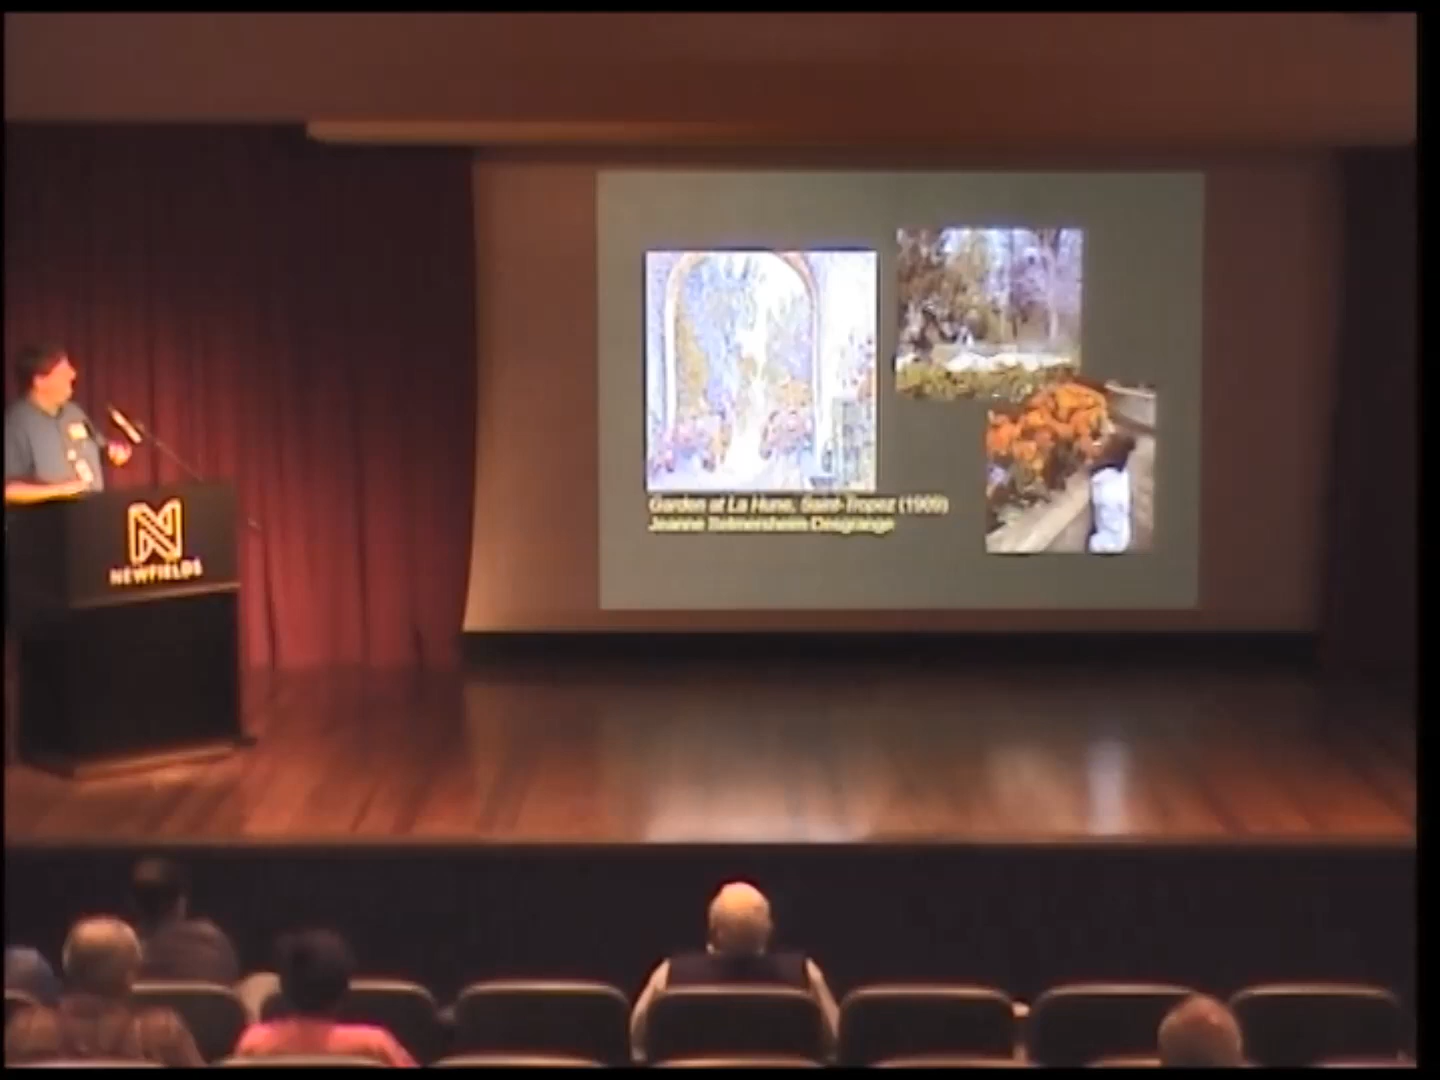 NEWFIELDS
Garden at La Hune, Saint-Tropez (1909)
Jeanne Selmersheim-Desgrange